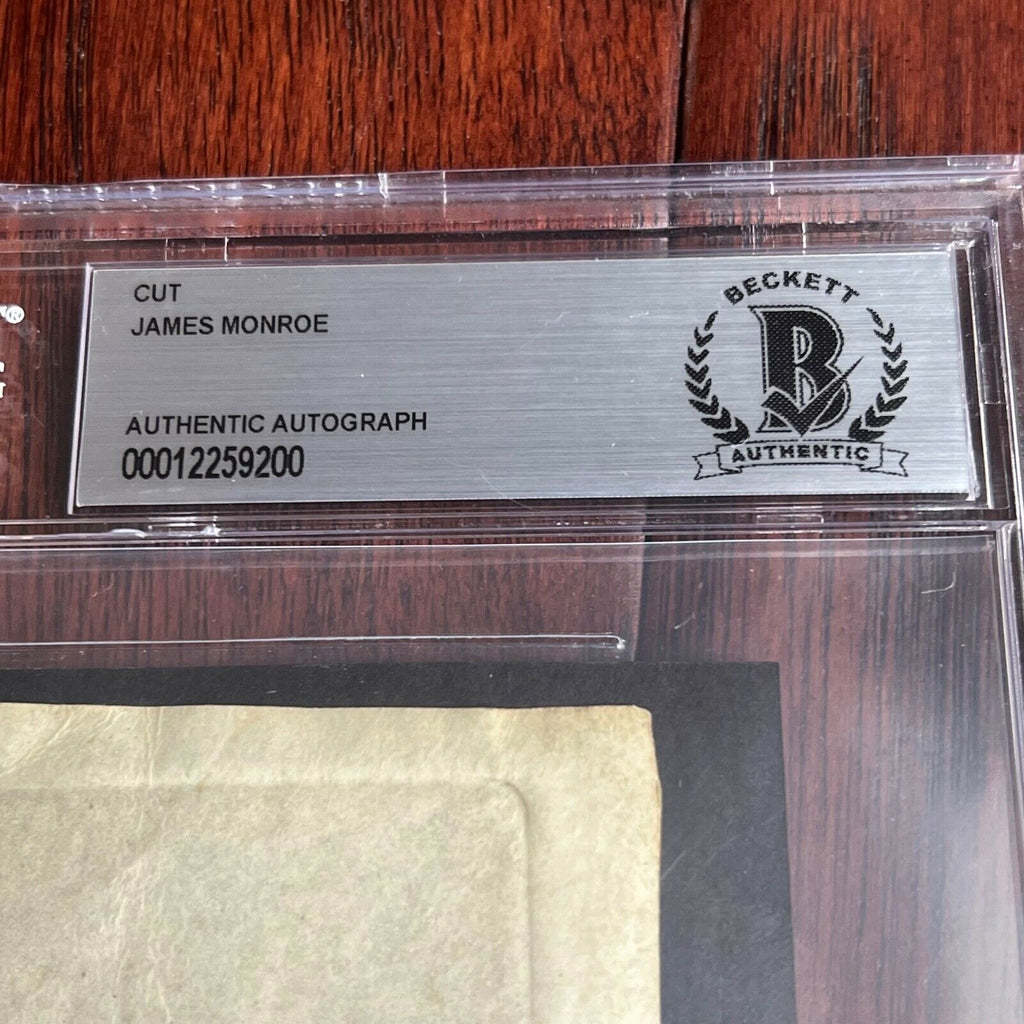 CUT
JAMES MONROE
AUTHENTIC AUTOGRAPH
00012259200
BECKETT
B
AUTHENTIC
®